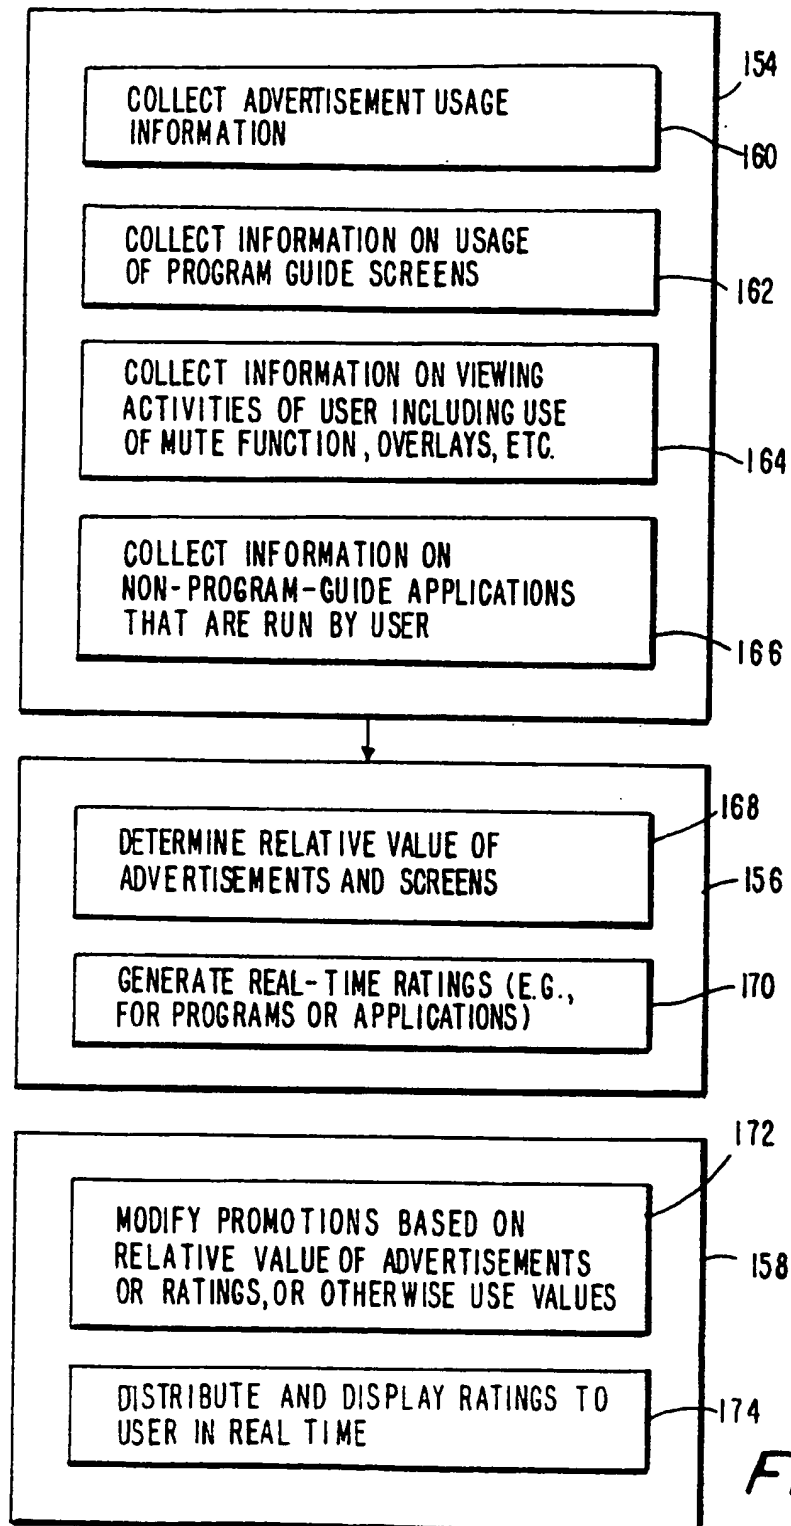 154
COLLECT ADVERTISEMENT USAGE
INFORMATION
160
COLLECT INFORMATION ON USAGE
OF PROGRAM GUIDE SCREENS
162
COLLECT INFORMATION ON VIEWING
ACTIVITIES OF USER INCLUDING USE
OF MUTE FUNCTION, OVERLAYS, ETC.
164
COLLECT INFORMATION ON
NON-PROGRAM-GUIDE APPLICATIONS
THAT ARE RUN BY USER
166
168
DETERMINE RELATIVE VALUE OF
ADVERTISEMENTS AND SCREENS
156
GENERATE REAL-TIME RATINGS (E.G.,
FOR PROGRAMS OR APPLICATIONS)
170
172
MODIFY PROMOTIONS BASED ON
RELATIVE VALUE OF ADVERTISEMENTS
OR RATINGS, OR OTHERWISE USE VALUES
158
DISTRIBUTE AND DISPLAY RATINGS TO
USER IN REAL TIME
174